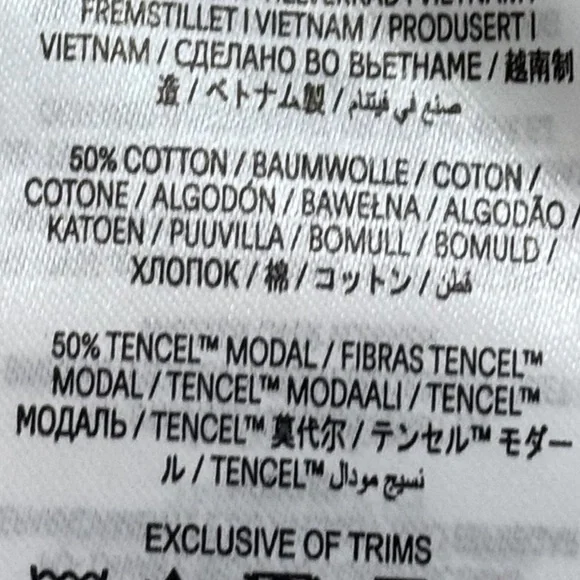 FREMSTILLET I VIETNAM / PRODUSERT I
VIETNAM / СДЕЛАНО ВО ВЬЕТНАМЕ / 越南制
造 / ベトナム製 / صنع في فيتنام
50% COTTON / BAUMWOLLE / COTON /
COTONE / ALGODÓN / BAWEŁNA / ALGODÃO /
KATOEN / PUUVILLA / BOMULL / BOMULD /
ХЛОПОК / 棉 / コットン / قطن
50% TENCEL™ MODAL / FIBRAS TENCEL™
MODAL / TENCEL™ MODAALI / TENCEL™
МОДАЛЬ / TENCEL™ 莫代尔 / テンセル™ モダー
ル / TENCEL™ نسيج مودال
EXCLUSIVE OF TRIMS